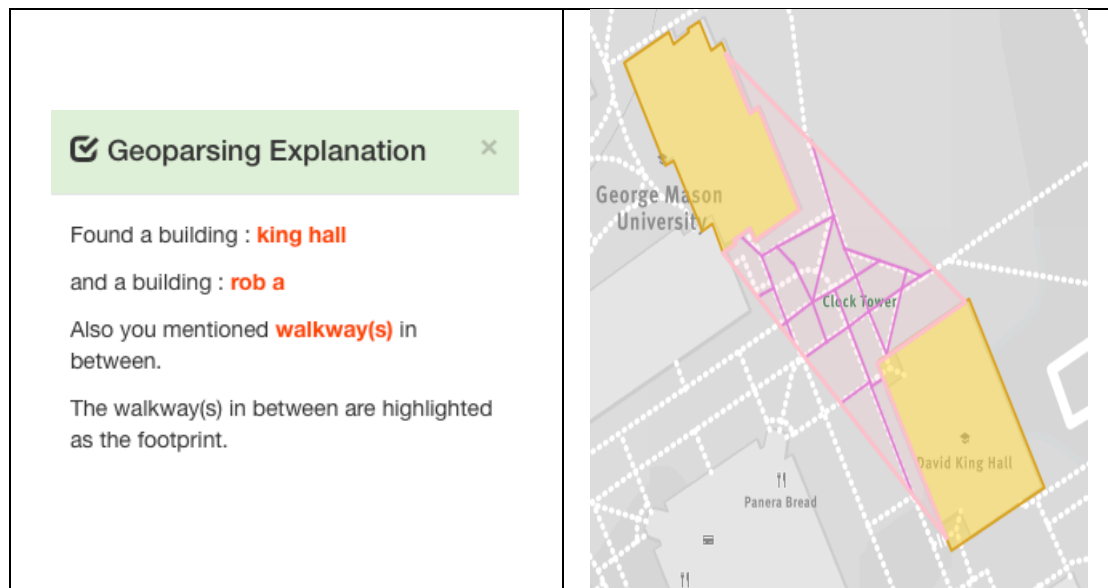 Geoparsing Explanation ×
Found a building : king hall
and a building : rob a
Also you mentioned walkway(s) in
between.
The walkway(s) in between are highlighted
as the footprint.
George Mason
University
Clock Tower
David King Hall
Panera Bread